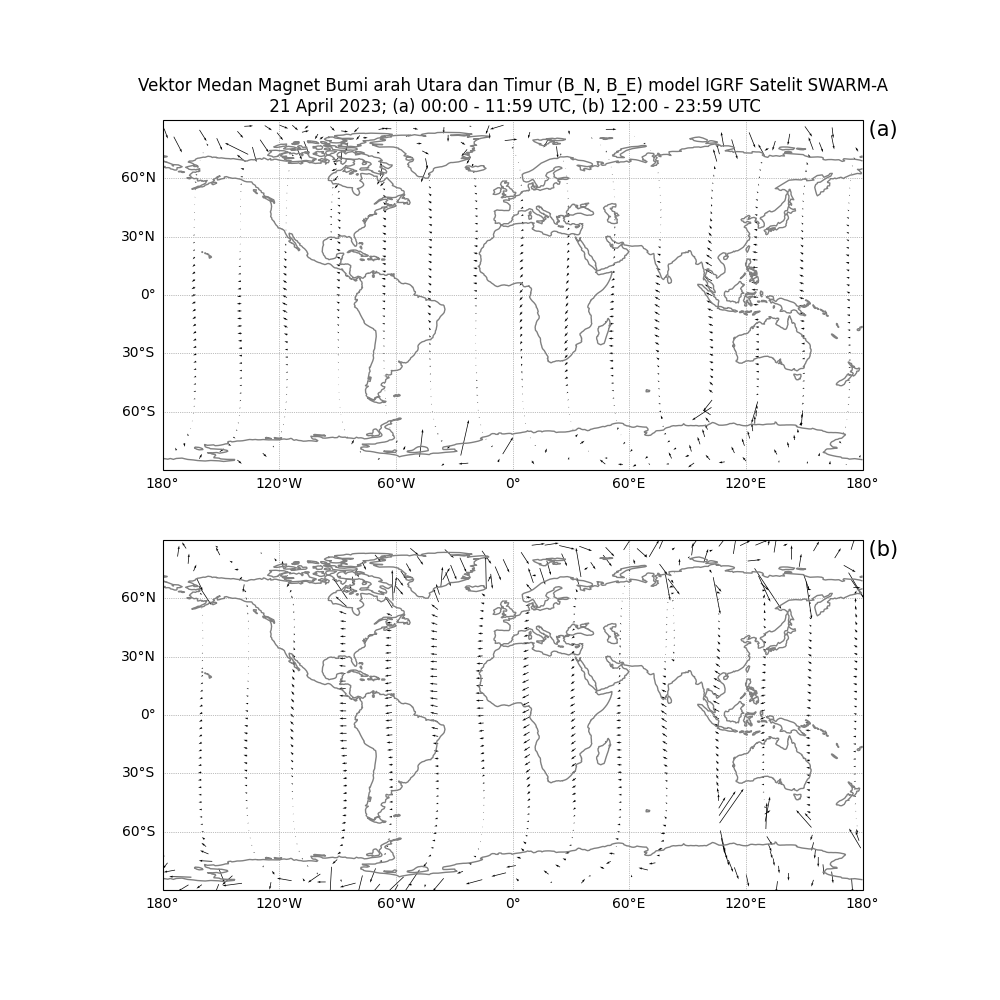 Vektor Medan Magnet Bumi arah Utara dan Timur (B_N, B_E) model IGRF Satelit SWARM-A
21 April 2023; (a) 00:00 - 11:59 UTC, (b) 12:00 - 23:59 UTC
(a)
60°N
30°N
0°
30°S
60°S
180° 120°W 60°W 0° 60°E 120°E 180°
(b)
60°N
30°N
0°
30°S
60°S
180° 120°W 60°W 0° 60°E 120°E 180°